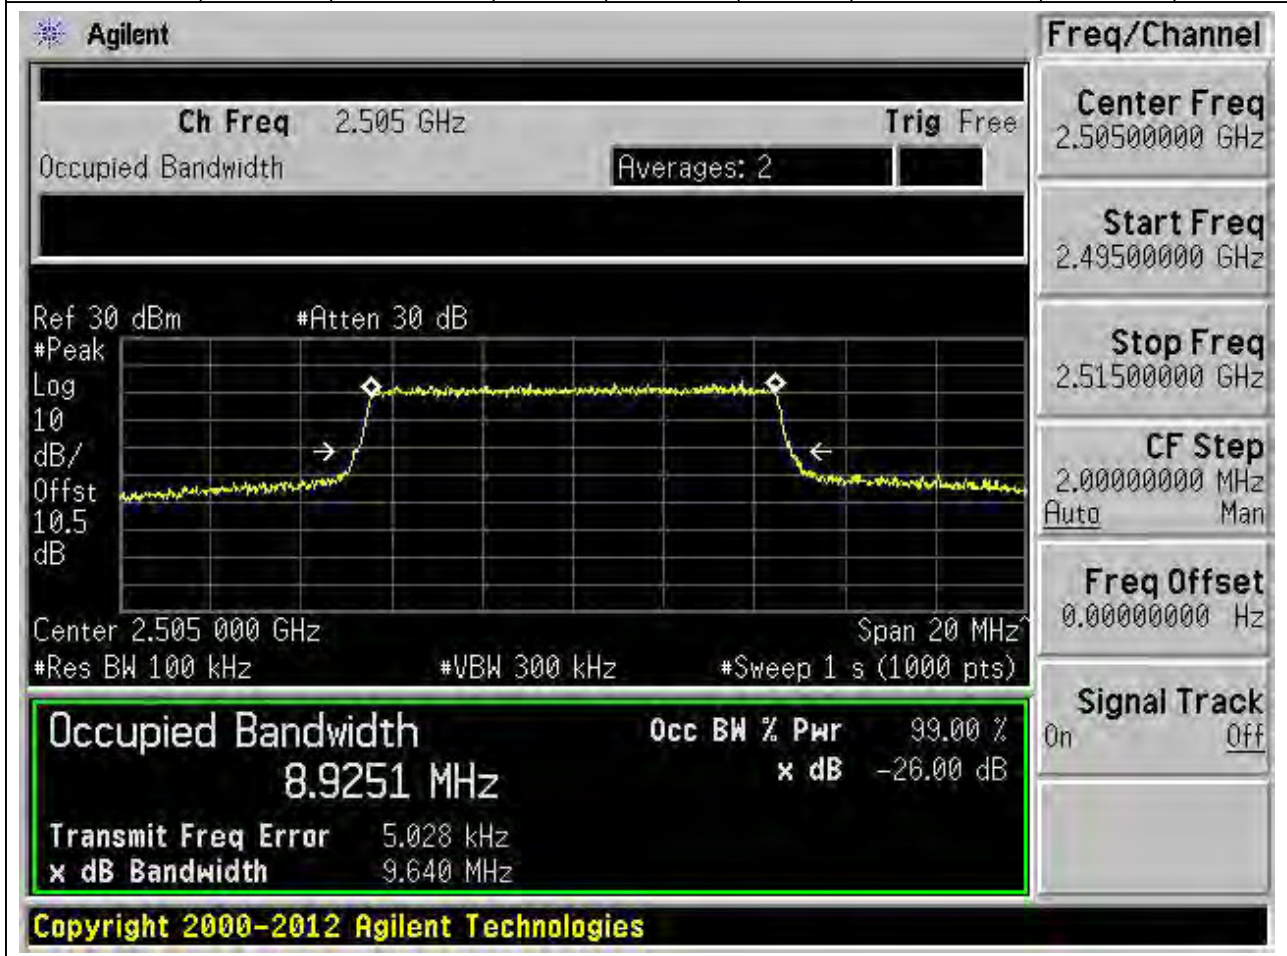 Agilent
Freq/Channel
Ch Freq 2.505 GHz Trig Free
Occupied Bandwidth Averages: 2
Center Freq
2.50500000 GHz
Start Freq
2.49500000 GHz
Stop Freq
2.51500000 GHz
CF Step
2.00000000 MHz
Auto Man
Freq Offset
0.00000000 Hz
Signal Track
On Off
Ref 30 dBm #Atten 30 dB
#Peak
Log
10
dB/
Offst
10.5
dB
Center 2.505 000 GHz Span 20 MHz^
#Res BW 100 kHz #VBW 300 kHz #Sweep 1 s (1000 pts)
Occupied Bandwidth
8.9251 MHz
Occ BW % Pwr 99.00 %
x dB -26.00 dB
Transmit Freq Error 5.028 kHz
x dB Bandwidth 9.640 MHz
Copyright 2000-2012 Agilent Technologies